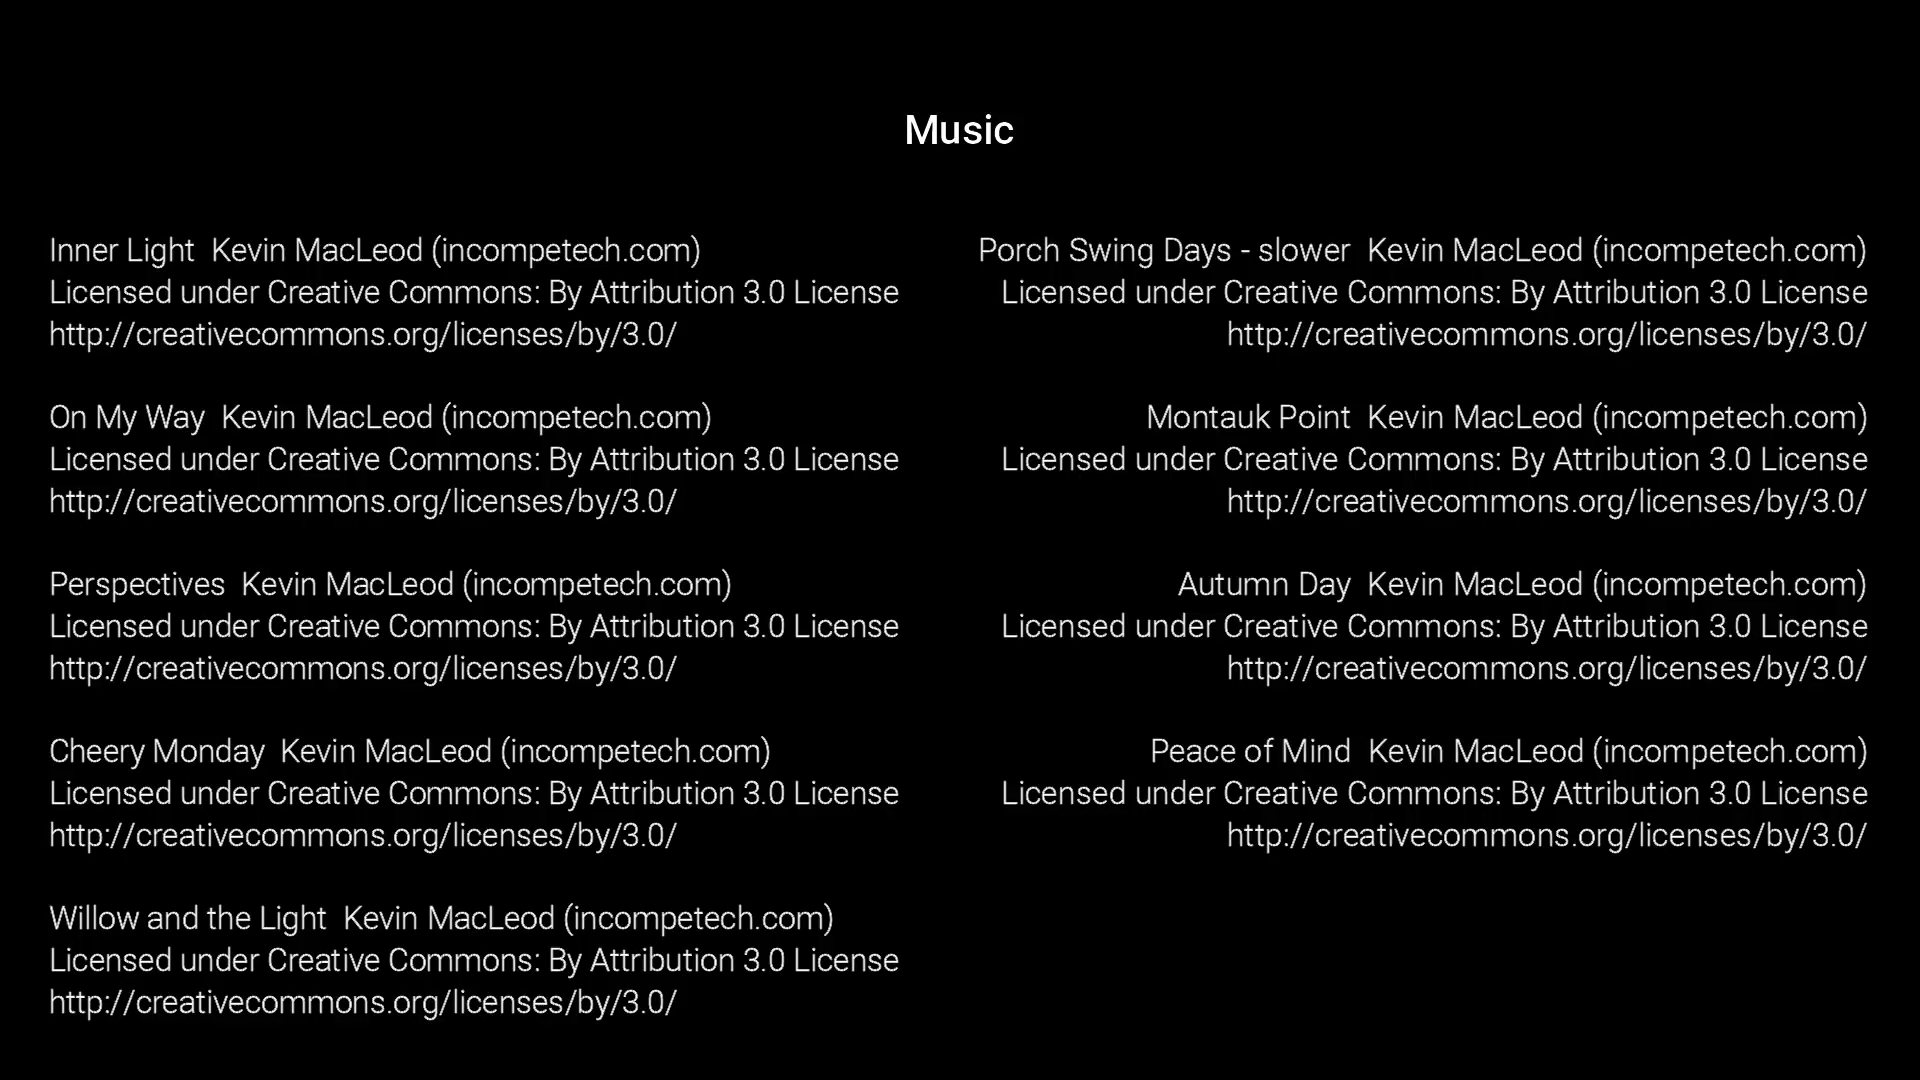 Music
Inner Light  Kevin MacLeod (incompetech.com)
Licensed under Creative Commons: By Attribution 3.0 License
http://creativecommons.org/licenses/by/3.0/
On My Way  Kevin MacLeod (incompetech.com)
Licensed under Creative Commons: By Attribution 3.0 License
http://creativecommons.org/licenses/by/3.0/
Perspectives  Kevin MacLeod (incompetech.com)
Licensed under Creative Commons: By Attribution 3.0 License
http://creativecommons.org/licenses/by/3.0/
Cheery Monday  Kevin MacLeod (incompetech.com)
Licensed under Creative Commons: By Attribution 3.0 License
http://creativecommons.org/licenses/by/3.0/
Willow and the Light  Kevin MacLeod (incompetech.com)
Licensed under Creative Commons: By Attribution 3.0 License
http://creativecommons.org/licenses/by/3.0/
Porch Swing Days - slower  Kevin MacLeod (incompetech.com)
Licensed under Creative Commons: By Attribution 3.0 License
http://creativecommons.org/licenses/by/3.0/
Montauk Point  Kevin MacLeod (incompetech.com)
Licensed under Creative Commons: By Attribution 3.0 License
http://creativecommons.org/licenses/by/3.0/
Autumn Day  Kevin MacLeod (incompetech.com)
Licensed under Creative Commons: By Attribution 3.0 License
http://creativecommons.org/licenses/by/3.0/
Peace of Mind  Kevin MacLeod (incompetech.com)
Licensed under Creative Commons: By Attribution 3.0 License
http://creativecommons.org/licenses/by/3.0/